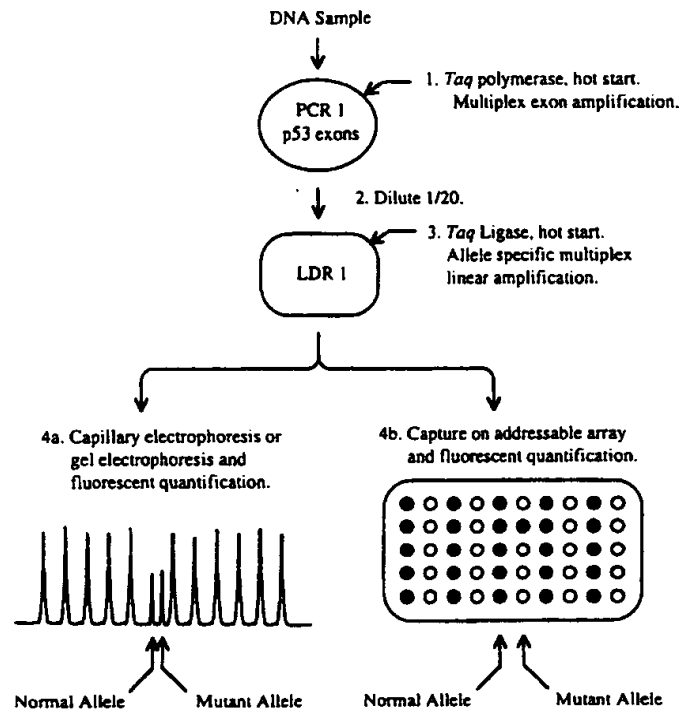 DNA Sample
1. Taq polymerase, hot start.
Multiplex exon amplification.
PCR 1
p53 exons
2. Dilute 1/20.
3. Taq Ligase, hot start.
Allele specific multiplex
linear amplification.
LDR 1
4a. Capillary electrophoresis or
gel electrophoresis and
fluorescent quantification.
4b. Capture on addressable array
and fluorescent quantification.
Normal Allele
Mutant Allele
Normal Allele
Mutant Allele